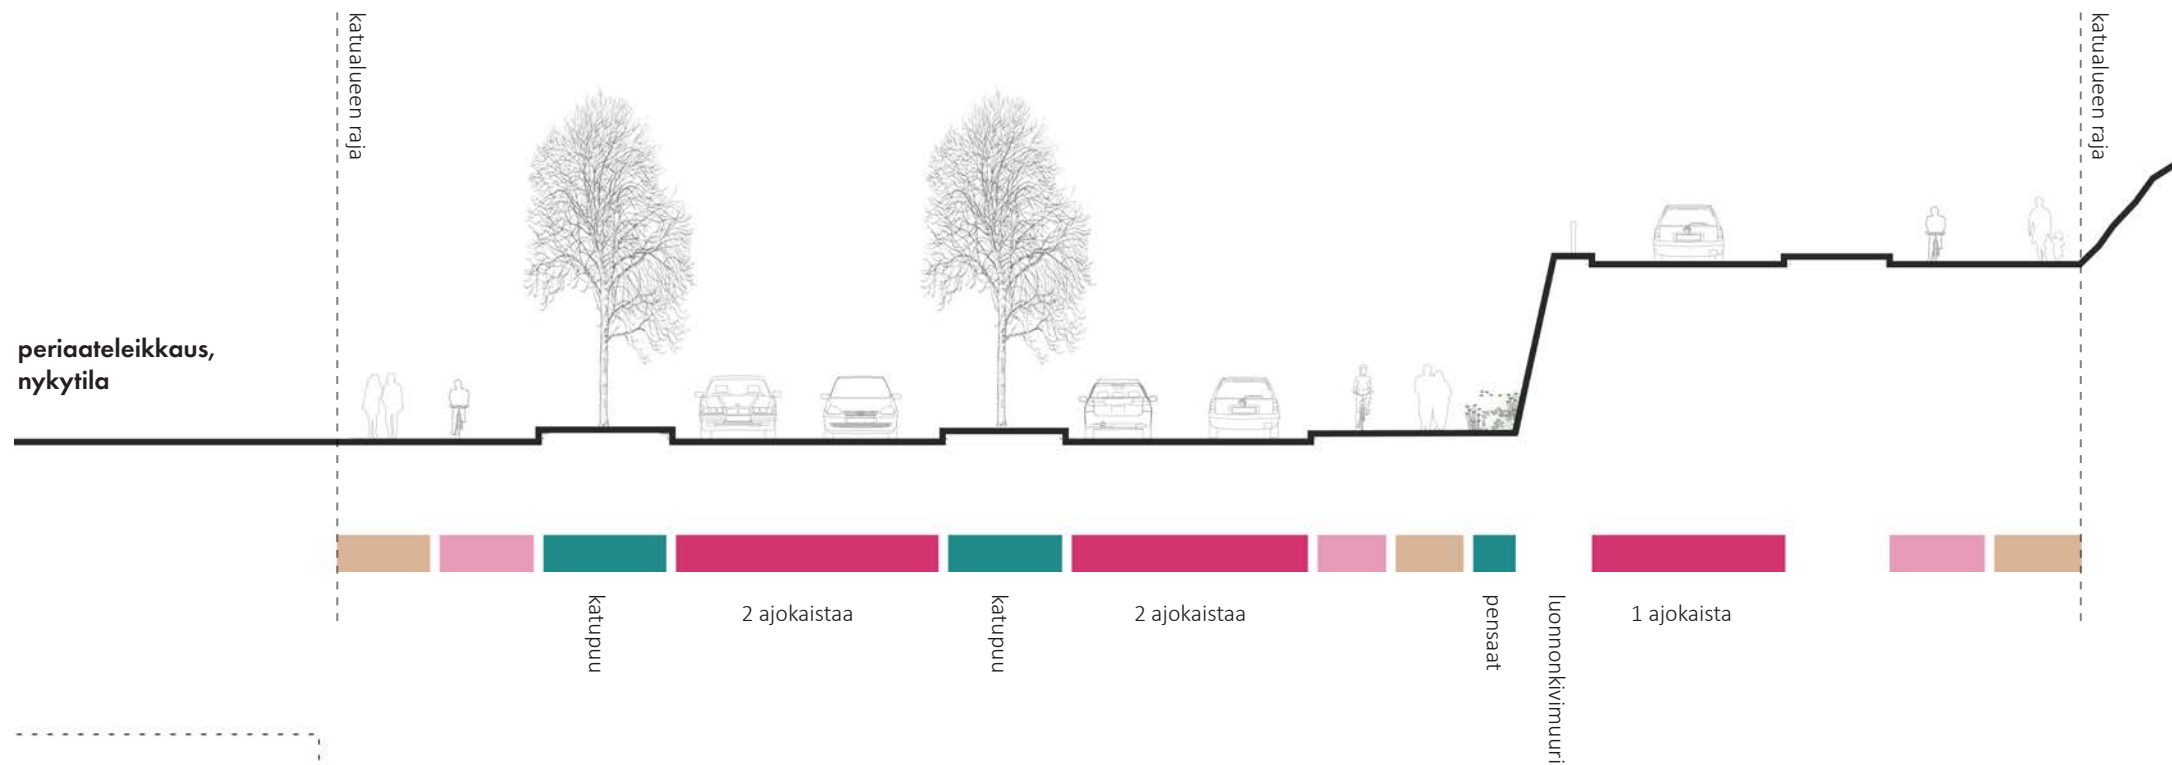 katualueen raja
katualueen raja
periaateleikkaus,
nykytila
katupuu
2 ajokaistaa
katupuu
2 ajokaistaa
pensaat
luonnonkivimuuri
1 ajokaista